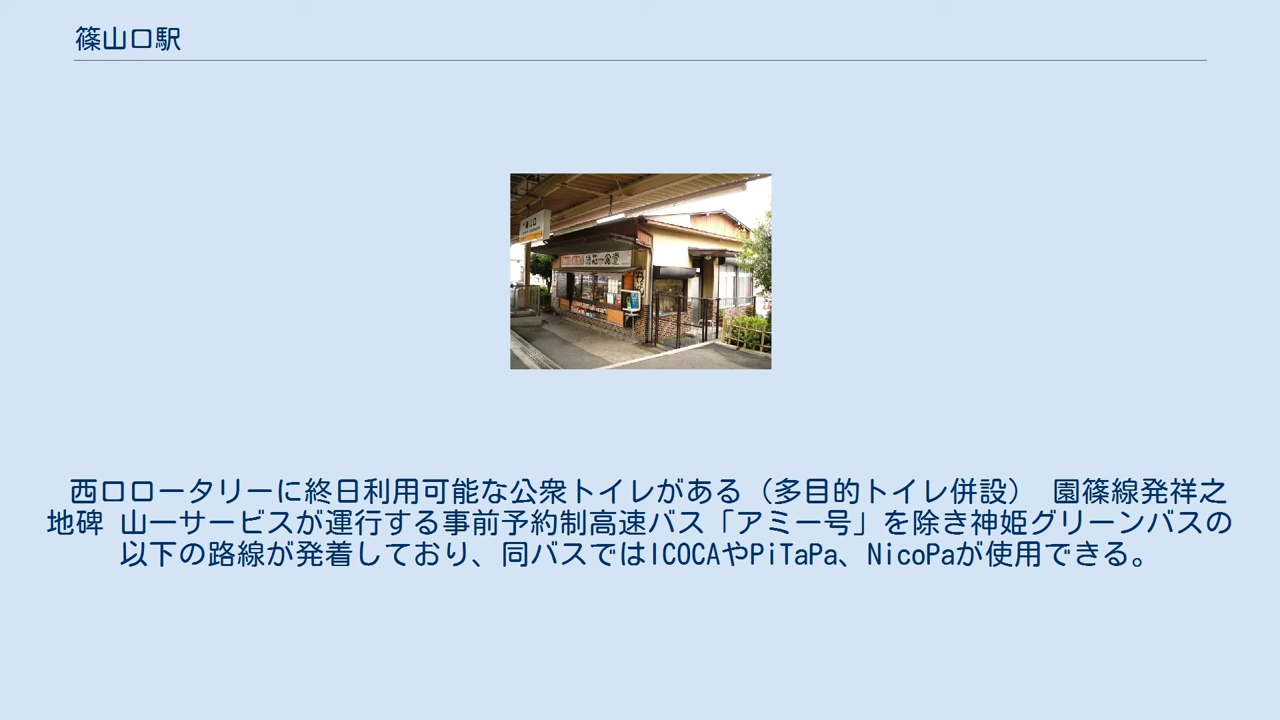 篠山口駅
篠山口
食堂
西口ロータリーに終日利用可能な公衆トイレがある（多目的トイレ併設） 園篠線発祥之
地碑 山一サービスが運行する事前予約制高速バス「アミー号」を除き神姫グリーンバスの
以下の路線が発着しており、同バスではICOCAやPiTaPa、NicoPaが使用できる。